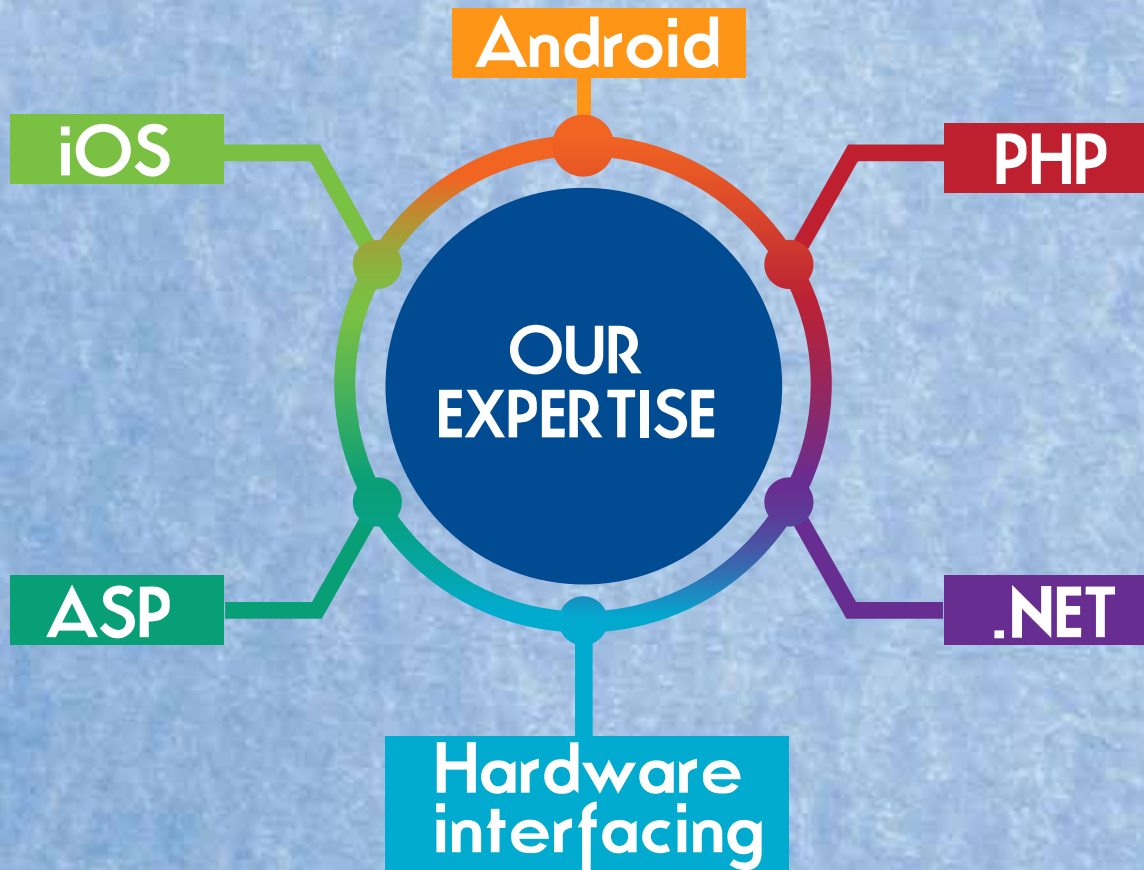 Android
iOS
PHP
OUR
EXPERTISE
ASP
.NET
Hardware
interfacing